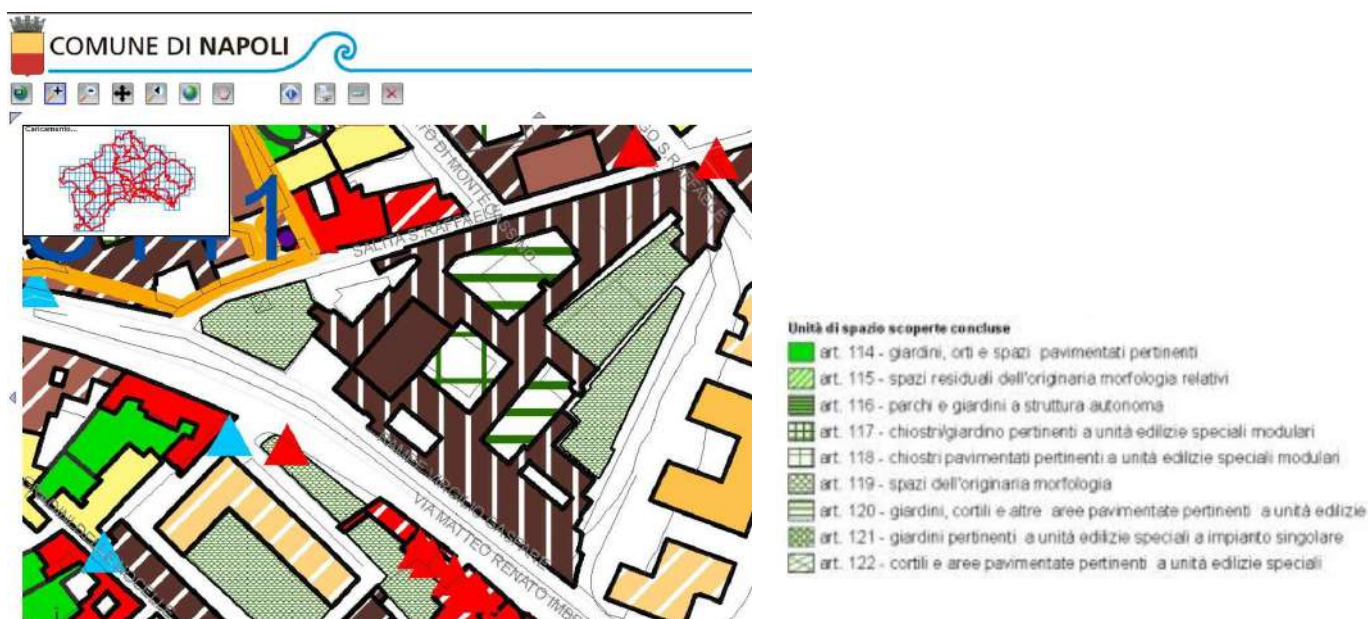 COMUNE DI NAPOLI
Caricamento...
SALITA S. RAFFAELE
VIA MATTEO RENATO IMBR
Unità di spazio scoperte concluse
art. 114 - giardini, orti e spazi pavimentati pertinenti
art. 115 - spazi residuali dell'originaria morfologia relativi
art. 116 - parchi e giardini a struttura autonoma
art. 117 - chiostri/giardino pertinenti a unità edilizie speciali modulari
art. 118 - chiostri pavimentati pertinenti a unità edilizie speciali modulari
art. 119 - spazi dell'originaria morfologia
art. 120 - giardini, cortili e altre aree pavimentate pertinenti a unità edilizie
art. 121 - giardini pertinenti a unità edilizie speciali a impianto singolare
art. 122 - cortili e aree pavimentate pertinenti a unità edilizie speciali